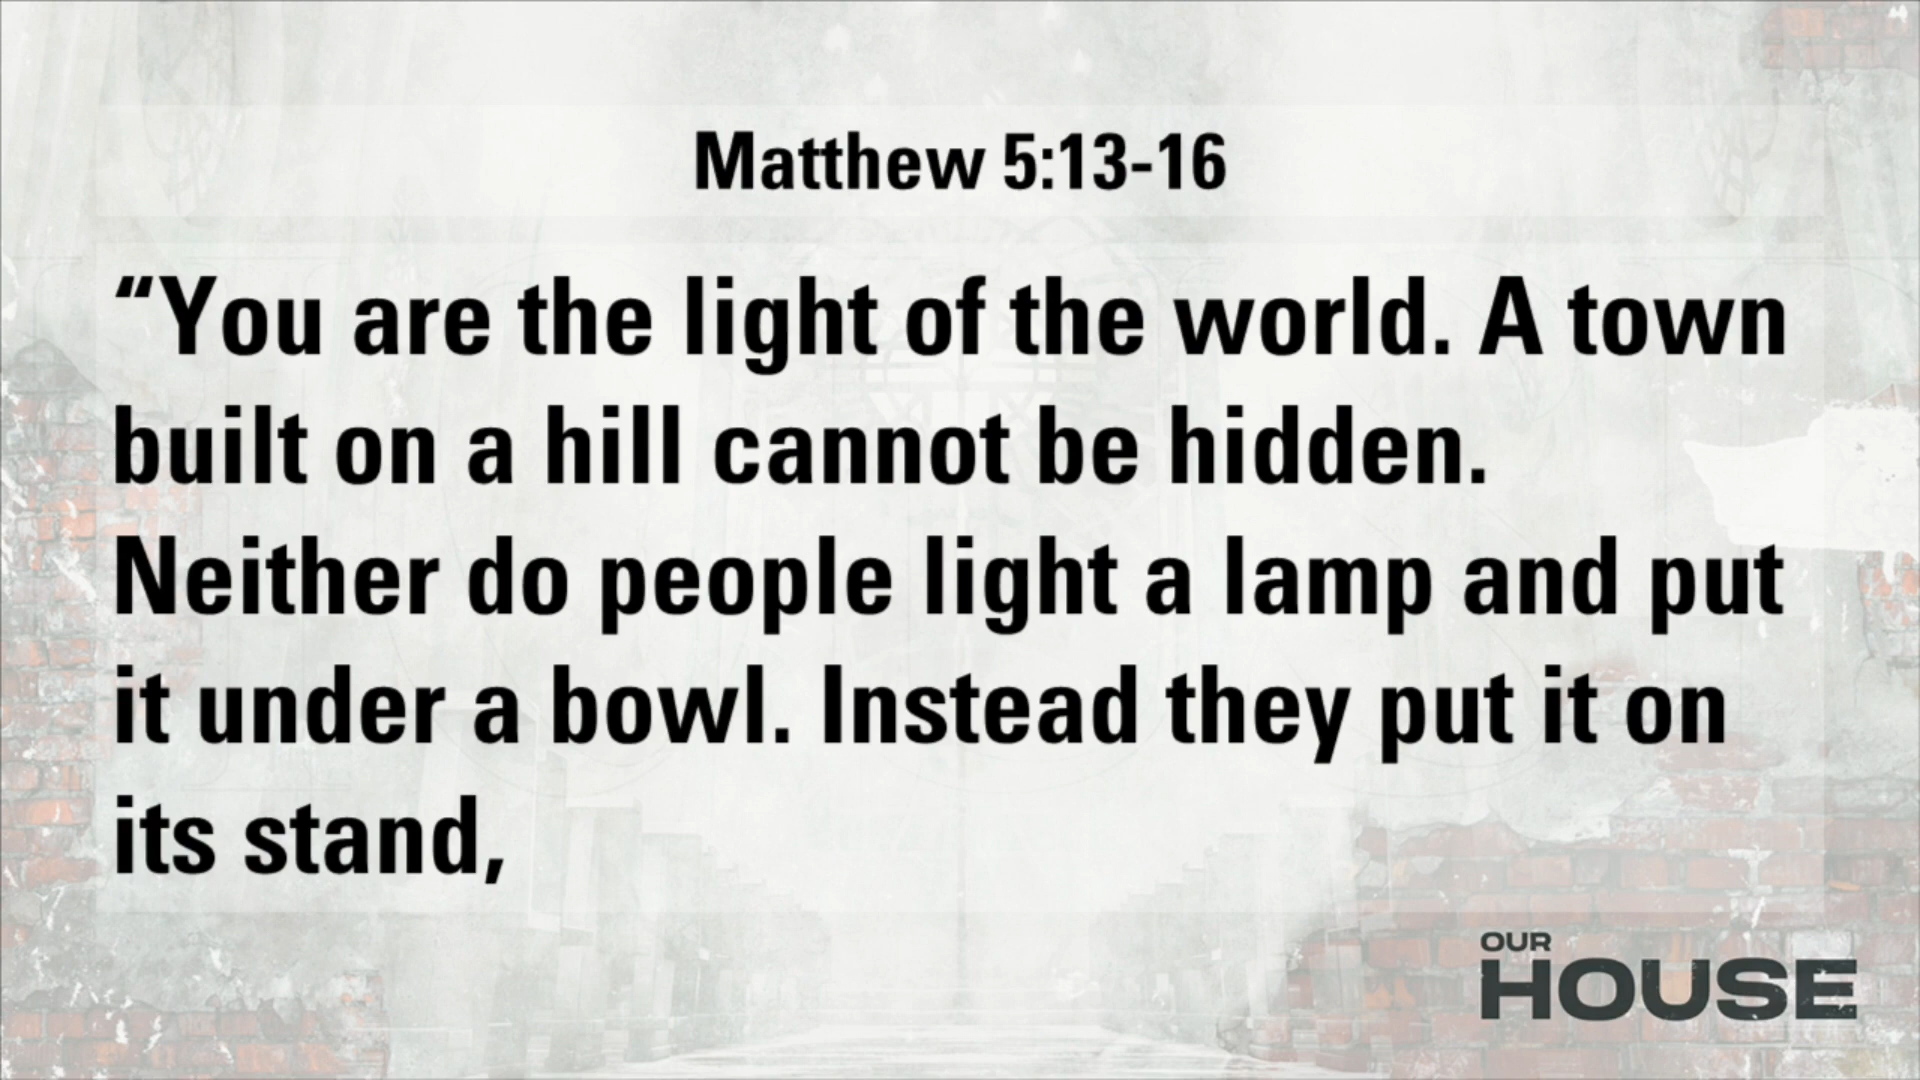 Matthew 5:13-16
“You are the light of the world. A town
built on a hill cannot be hidden.
Neither do people light a lamp and put
it under a bowl. Instead they put it on
its stand,
OUR
HOUSE